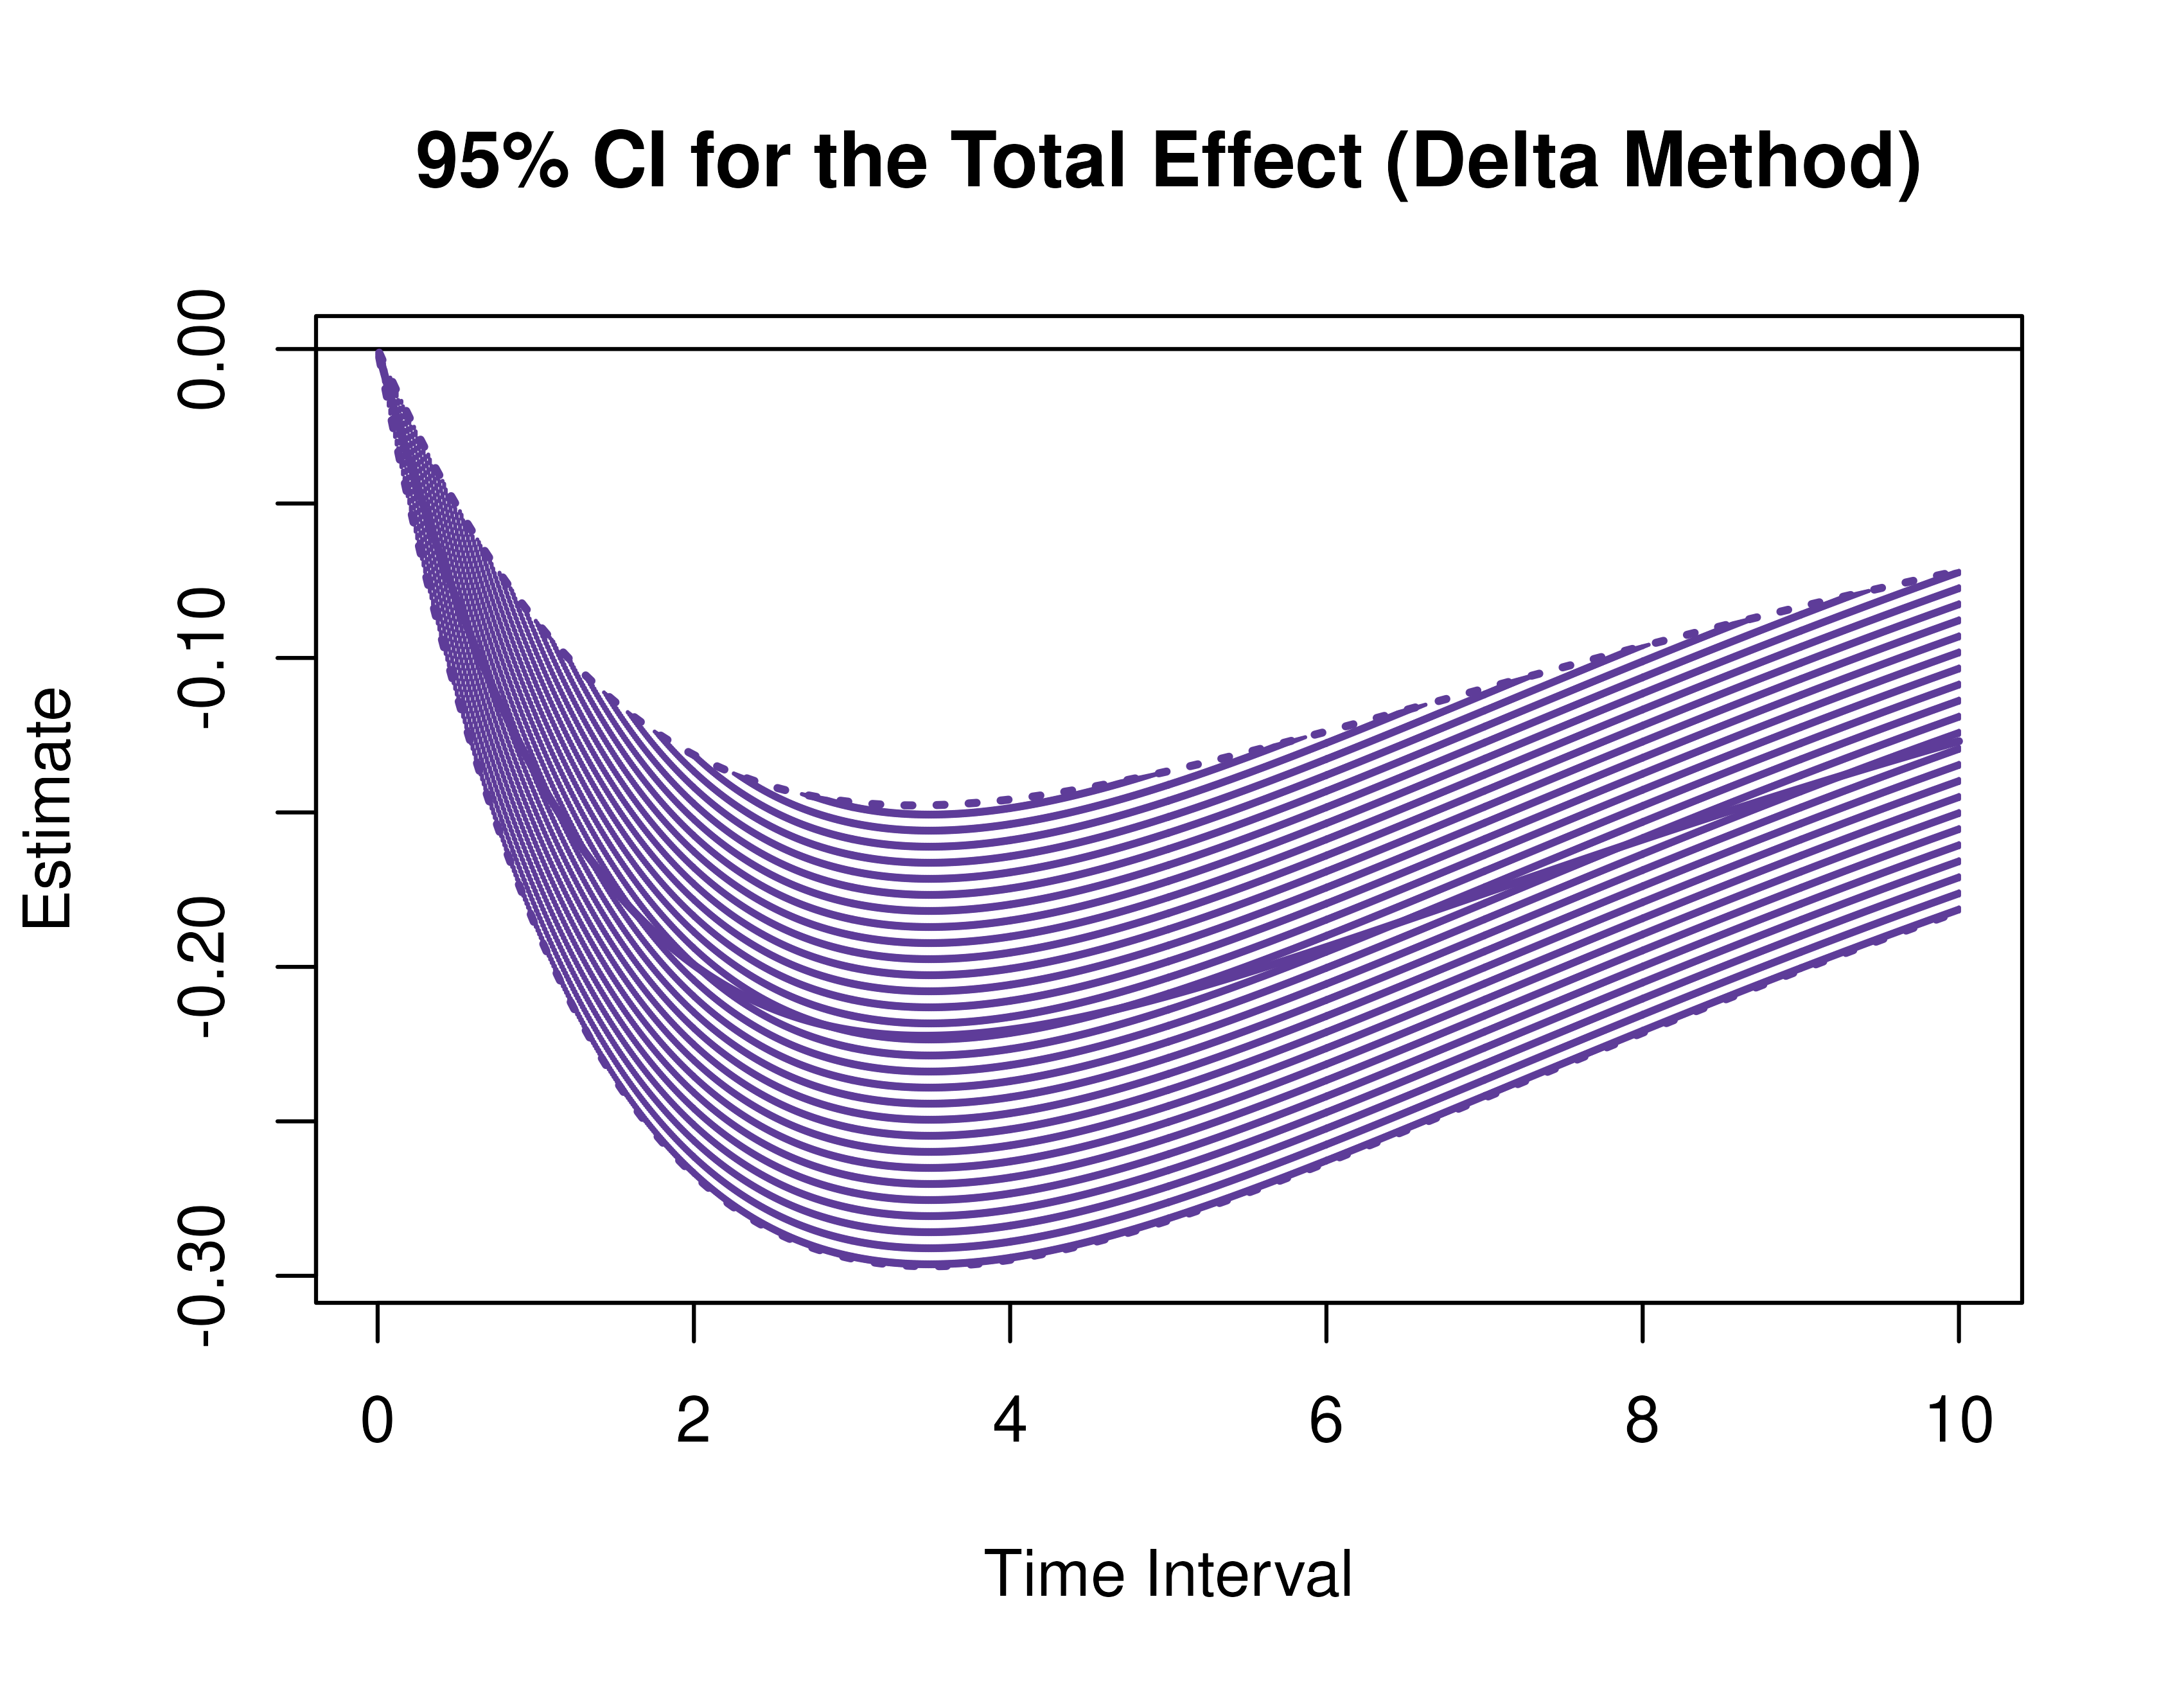 95% CI for the Total Effect (Delta Method)
Estimate
0.00
-0.10
-0.20
-0.30
0 2 4 6 8 10
Time Interval